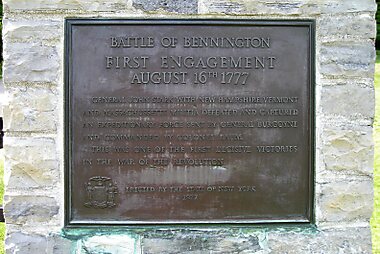 BATTLE OF BENNINGTON
FIRST ENGAGEMENT
AUGUST 16TH 1777
GENERAL JOHN STARK WITH NEW HAMPSHIRE, VERMONT
AND MASSACHUSETTS MILITIA, DEFEATED AND CAPTURED
AN EXPEDITIONARY FORCE SENT BY GENERAL BURGOYNE
AND COMMANDED BY COLONEL BAUM.
THIS WAS ONE OF THE FIRST DECISIVE VICTORIES
IN THE WAR OF THE REVOLUTION
ERECTED BY THE STATE OF NEW YORK